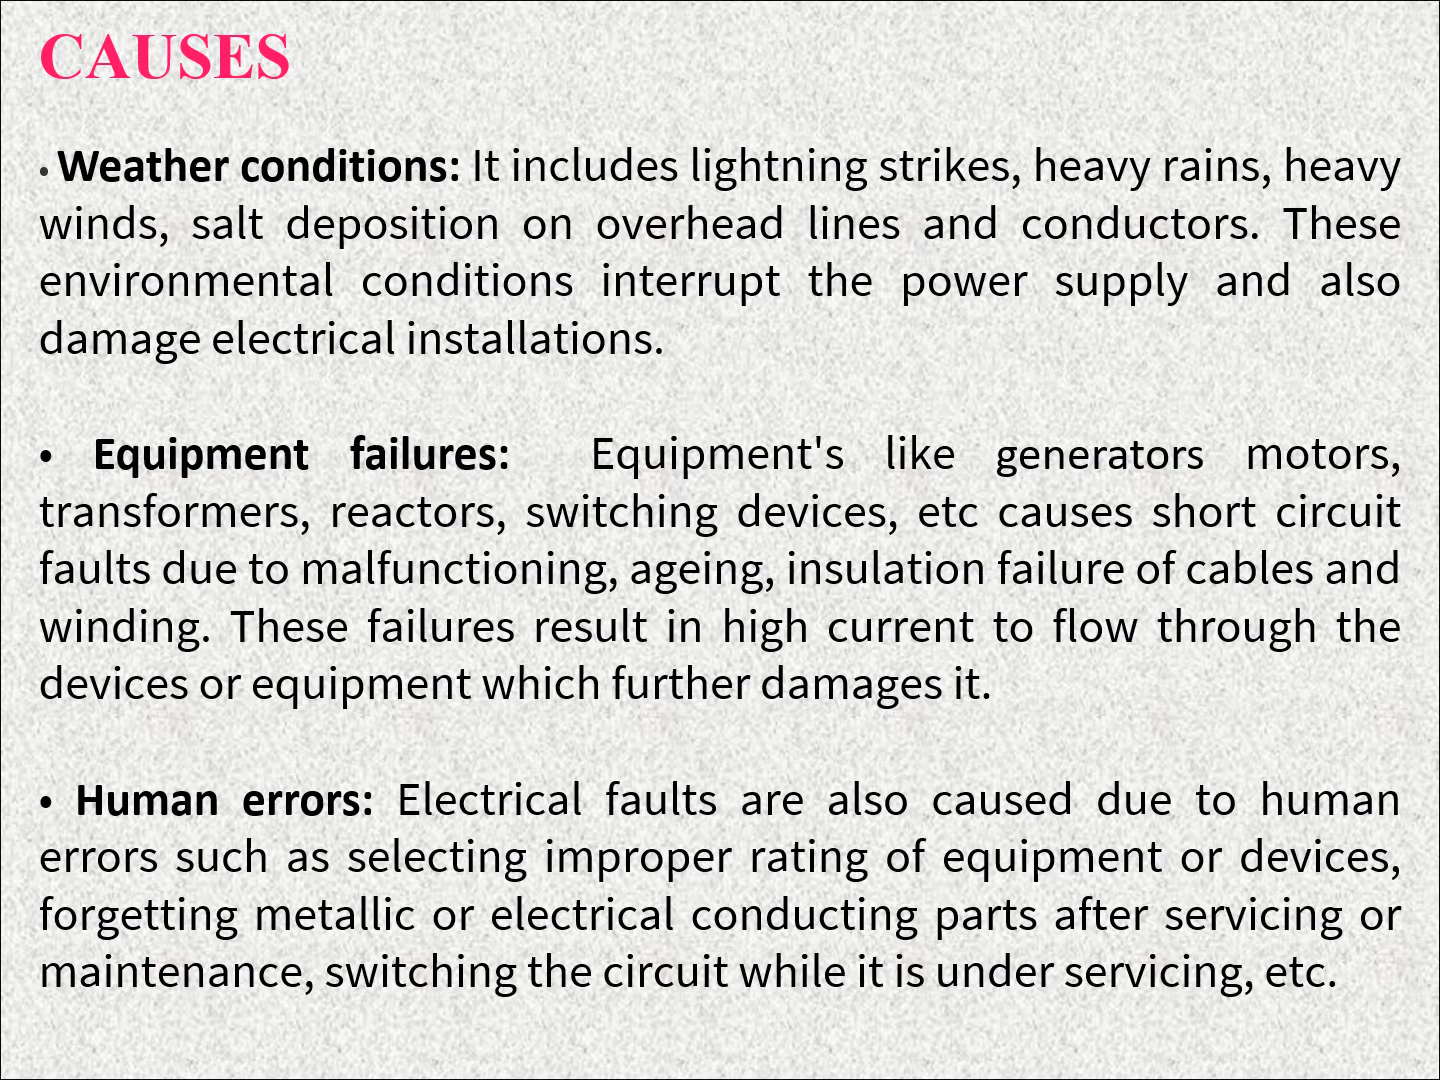 CAUSES
• Weather conditions: It includes lightning strikes, heavy rains, heavy
winds, salt deposition on overhead lines and conductors. These
environmental conditions interrupt the power supply and also
damage electrical installations.
• Equipment failures: Equipment's like generators motors,
transformers, reactors, switching devices, etc causes short circuit
faults due to malfunctioning, ageing, insulation failure of cables and
winding. These failures result in high current to flow through the
devices or equipment which further damages it.
• Human errors: Electrical faults are also caused due to human
errors such as selecting improper rating of equipment or devices,
forgetting metallic or electrical conducting parts after servicing or
maintenance, switching the circuit while it is under servicing, etc.